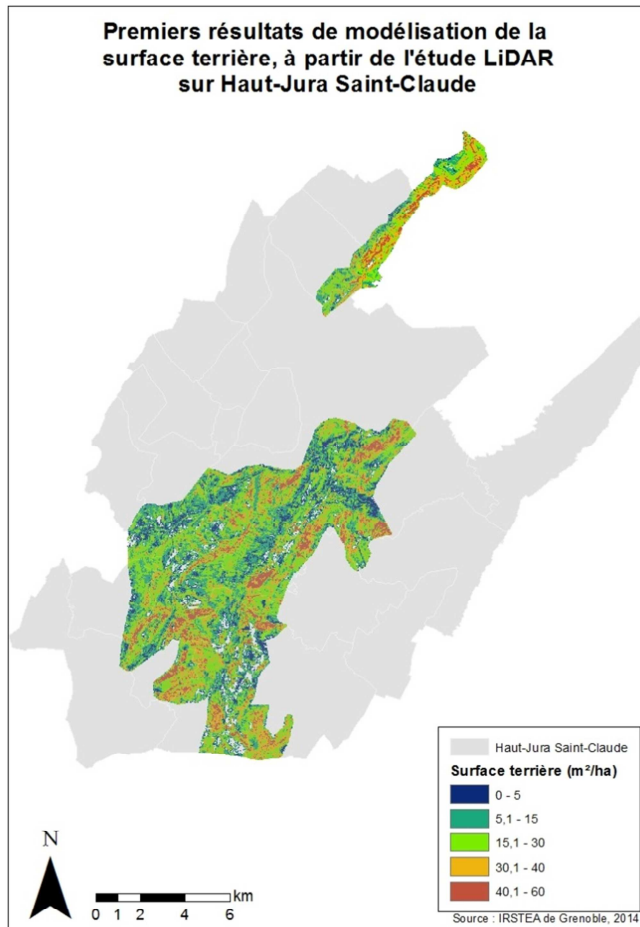 Premiers résultats de modélisation de la
surface terrière, à partir de l'étude LiDAR
sur Haut-Jura Saint-Claude
Haut-Jura Saint-Claude
Surface terrière (m²/ha)
0 - 5
5,1 - 15
15,1 - 30
30,1 - 40
40,1 - 60
N
km
0 1 2 4 6
Source : IRSTEA de Grenoble, 2014